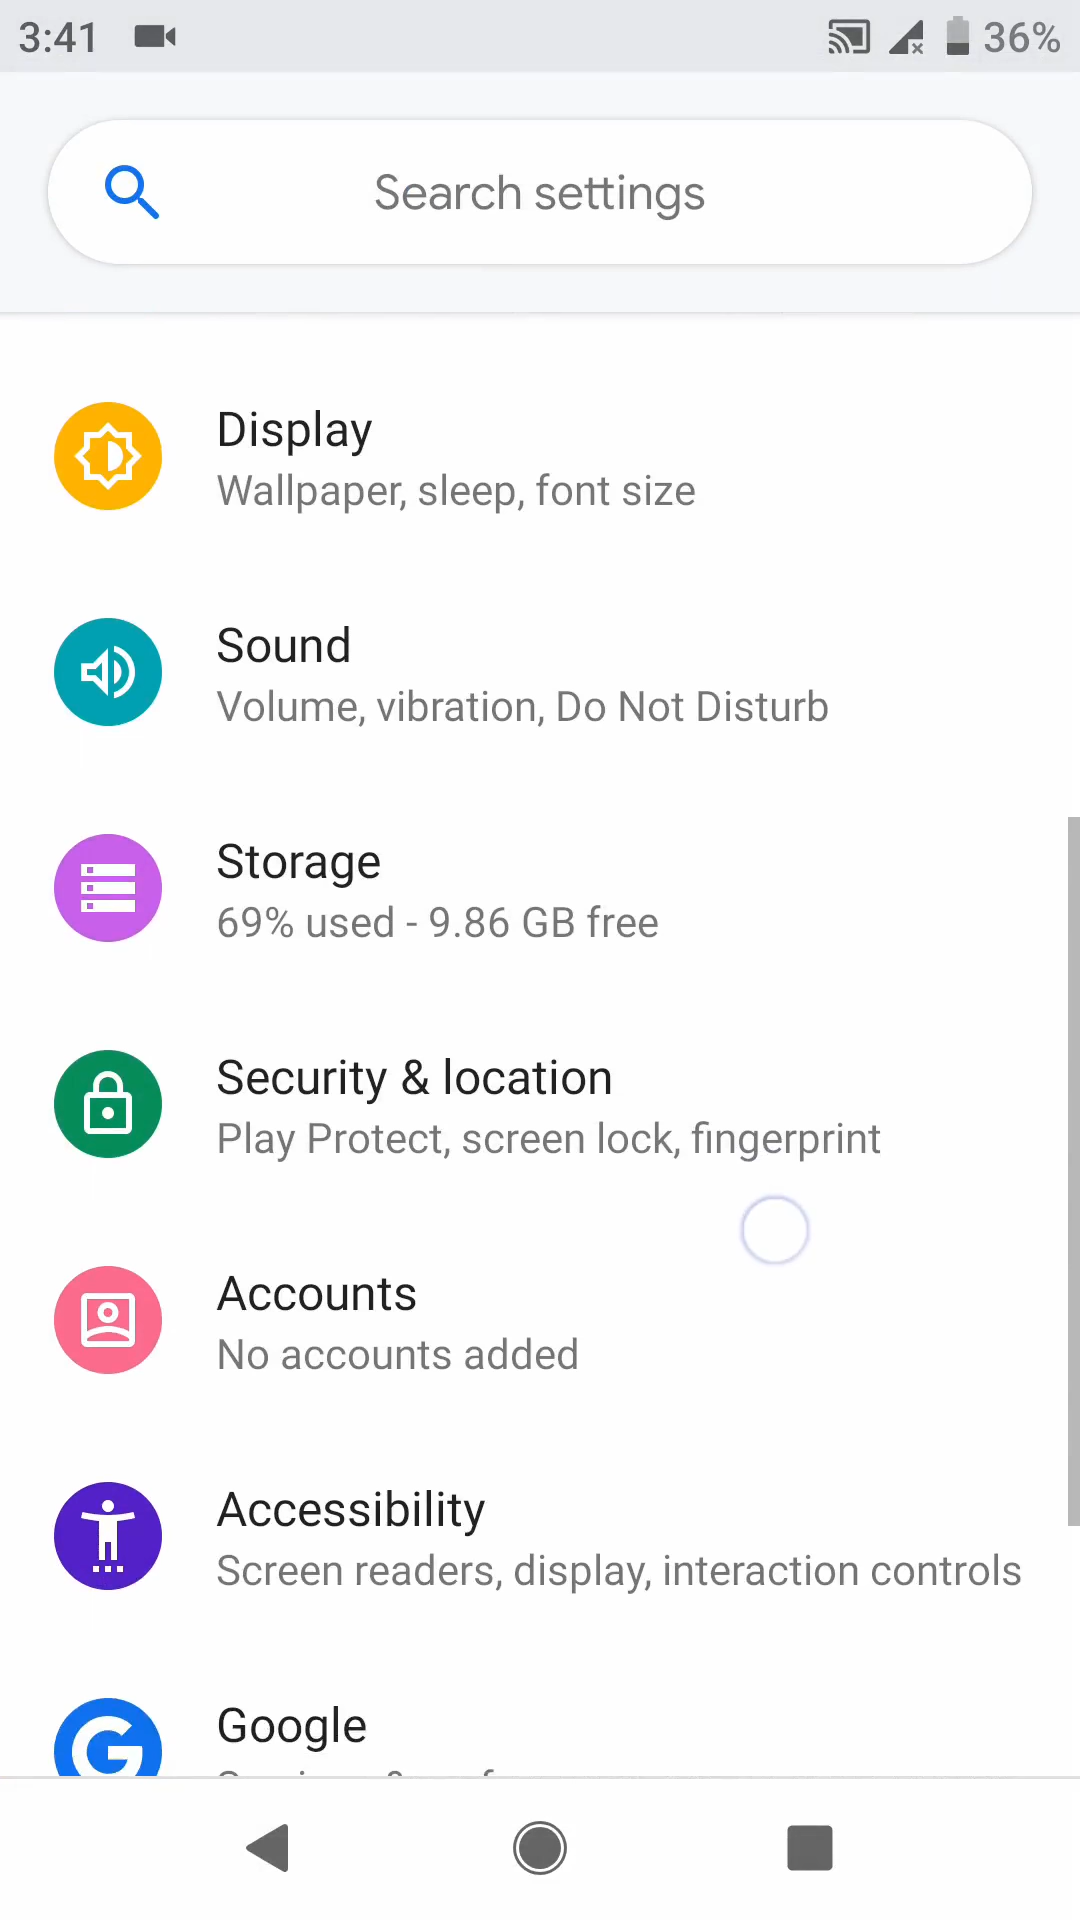 3:41
36%
Search settings
Display
Wallpaper, sleep, font size
Sound
Volume, vibration, Do Not Disturb
Storage
69% used - 9.86 GB free
Security & location
Play Protect, screen lock, fingerprint
Accounts
No accounts added
Accessibility
Screen readers, display, interaction controls
Google